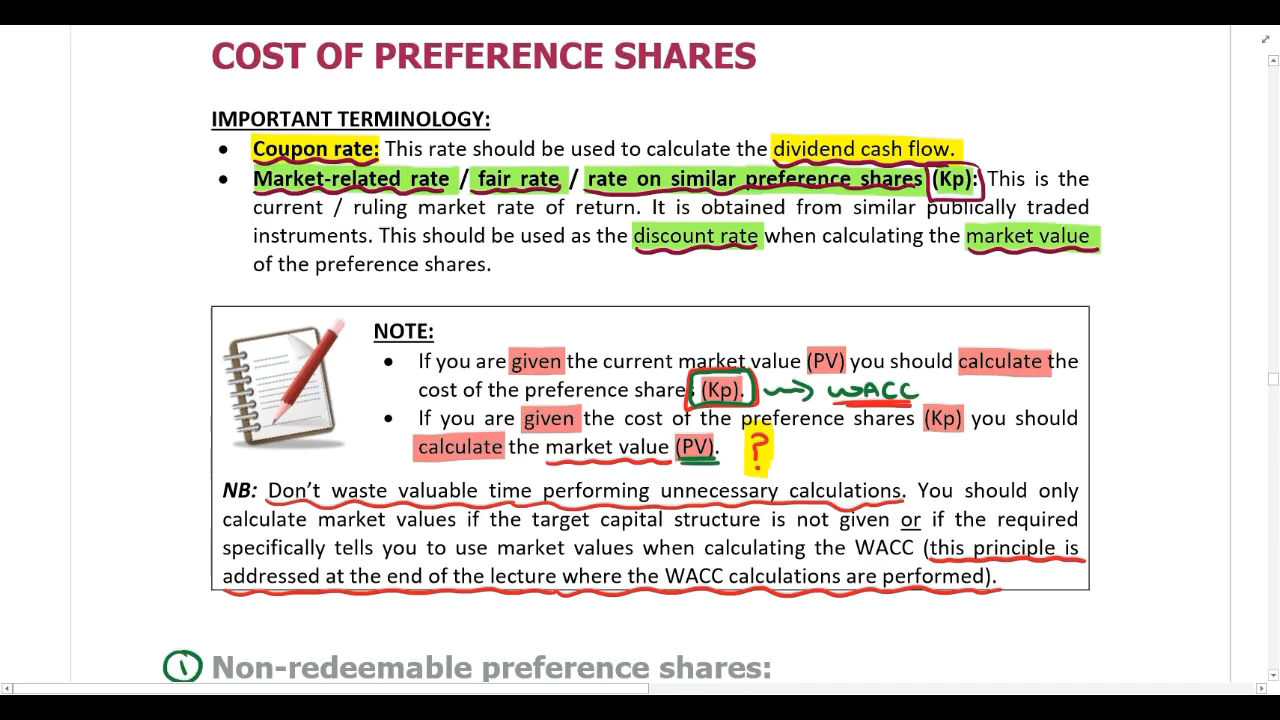 COST OF PREFERENCE SHARES
IMPORTANT TERMINOLOGY:
• Coupon rate: This rate should be used to calculate the dividend cash flow.
• Market-related rate / fair rate / rate on similar preference shares (Kp): This is the
current / ruling market rate of return. It is obtained from similar publically traded
instruments. This should be used as the discount rate when calculating the market value
of the preference shares.
NOTE:
• If you are given the current market value (PV) you should calculate the
cost of the preference shares (Kp). → WACC
• If you are given the cost of the preference shares (Kp) you should
calculate the market value (PV). ?
NB: Don't waste valuable time performing unnecessary calculations. You should only
calculate market values if the target capital structure is not given or if the required
specifically tells you to use market values when calculating the WACC (this principle is
addressed at the end of the lecture where the WACC calculations are performed).
1 Non-redeemable preference shares: